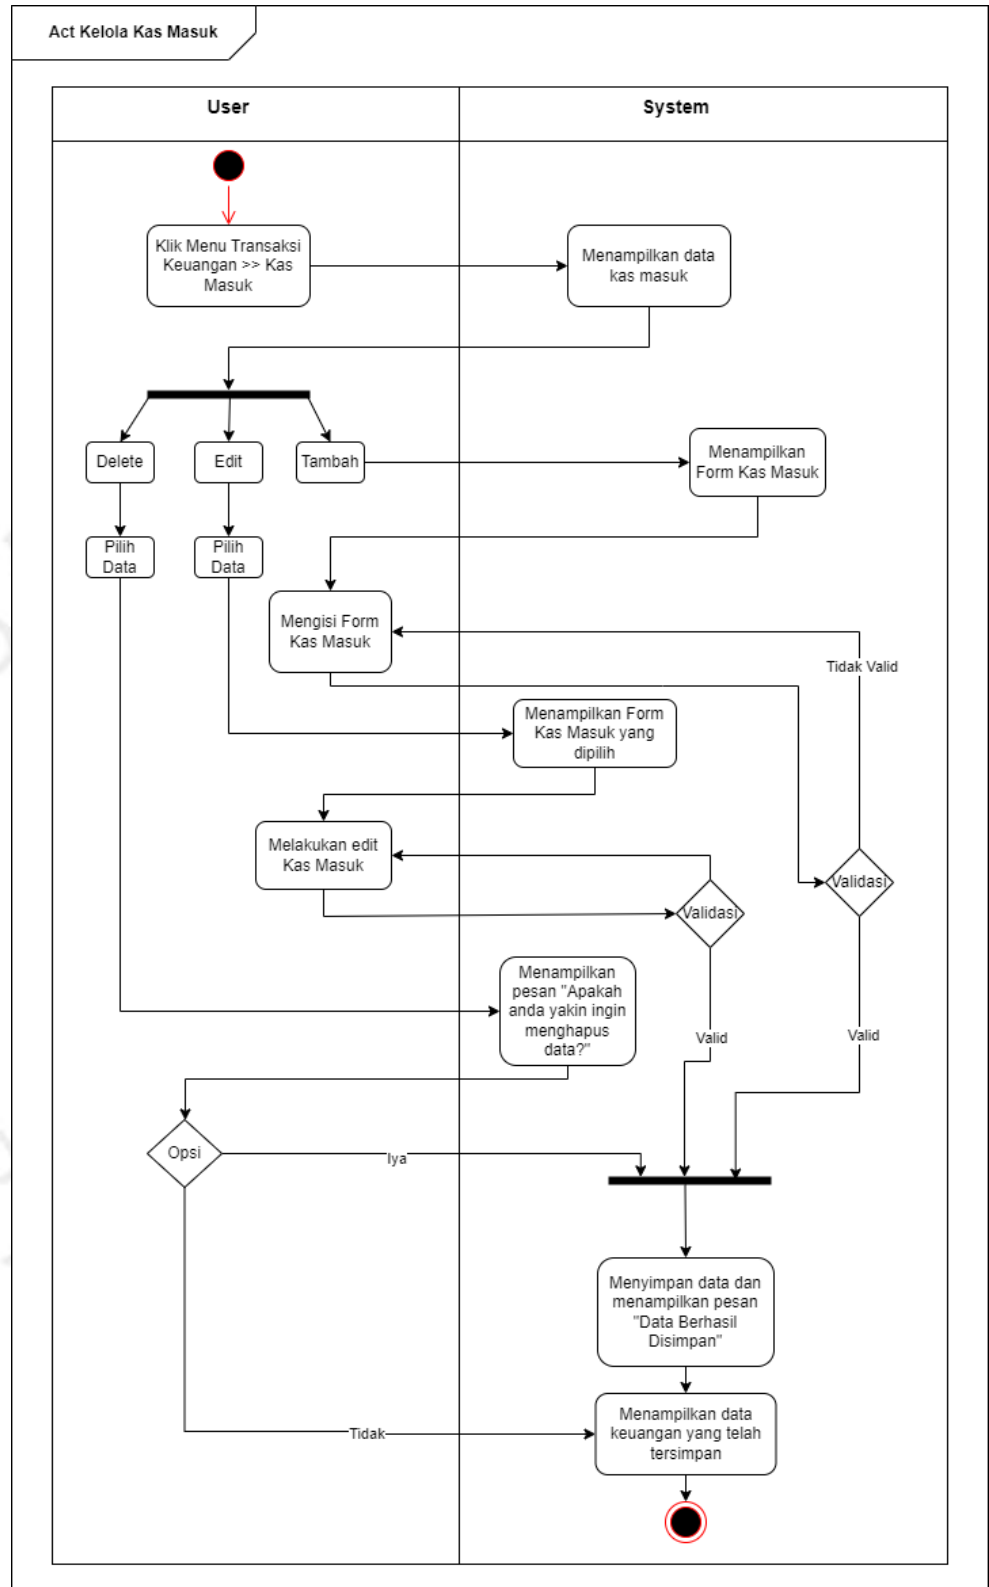 Act Kelola Kas Masuk
User
System
Klik Menu Transaksi
Keuangan >> Kas
Masuk
Menampilkan data
kas masuk
Delete
Edit
Tambah
Menampilkan
Form Kas Masuk
Pilih
Data
Pilih
Data
Mengisi Form
Kas Masuk
Tidak Valid
Menampilkan Form
Kas Masuk yang
dipilih
Melakukan edit
Kas Masuk
Validasi
Validasi
Menampilkan
pesan "Apakah
anda yakin ingin
menghapus
data?"
Valid
Valid
Opsi
Iya
Menyimpan data dan
menampilkan pesan
"Data Berhasil
Disimpan"
Menampilkan data
keuangan yang telah
tersimpan
Tidak